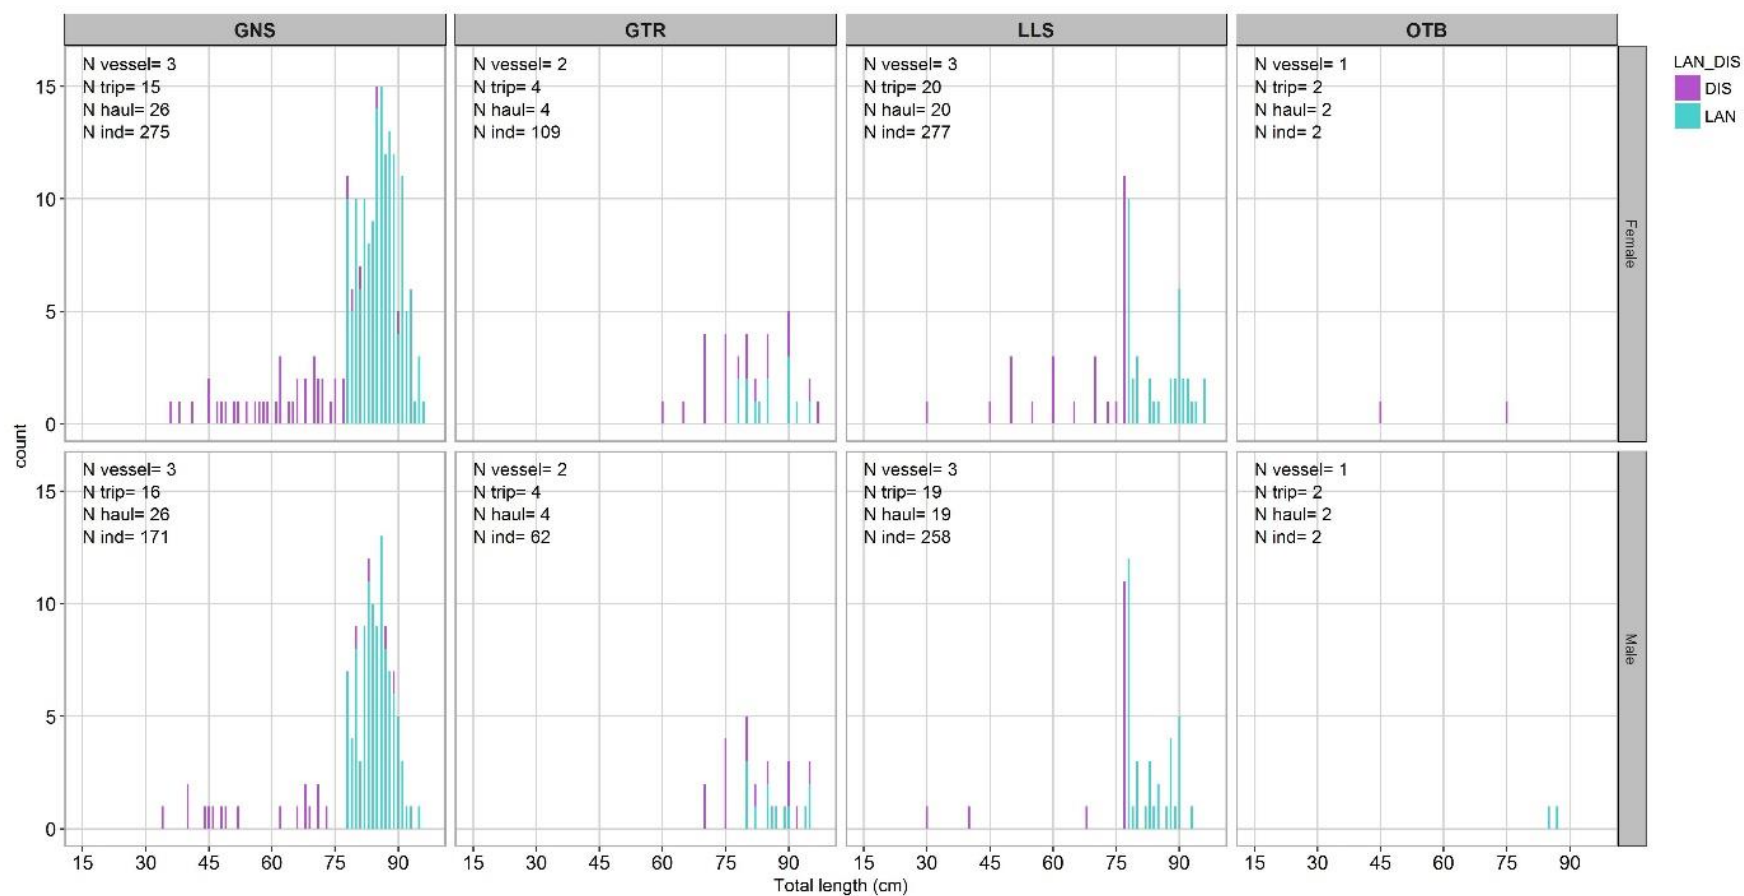 GNS
GTR
LLS
OTB
N vessel= 3
N trip= 15
N haul= 26
N ind= 275
N vessel= 2
N trip= 4
N haul= 4
N ind= 109
N vessel= 3
N trip= 20
N haul= 20
N ind= 277
N vessel= 1
N trip= 2
N haul= 2
N ind= 2
LAN_DIS
DIS
LAN
15
10
5
0
Female
count
N vessel= 3
N trip= 16
N haul= 26
N ind= 171
N vessel= 2
N trip= 4
N haul= 4
N ind= 62
N vessel= 3
N trip= 19
N haul= 19
N ind= 258
N vessel= 1
N trip= 2
N haul= 2
N ind= 2
15
10
5
0
Male
15 30 45 60 75 90
15 30 45 60 75 90
15 30 45 60 75 90
15 30 45 60 75 90
Total length (cm)